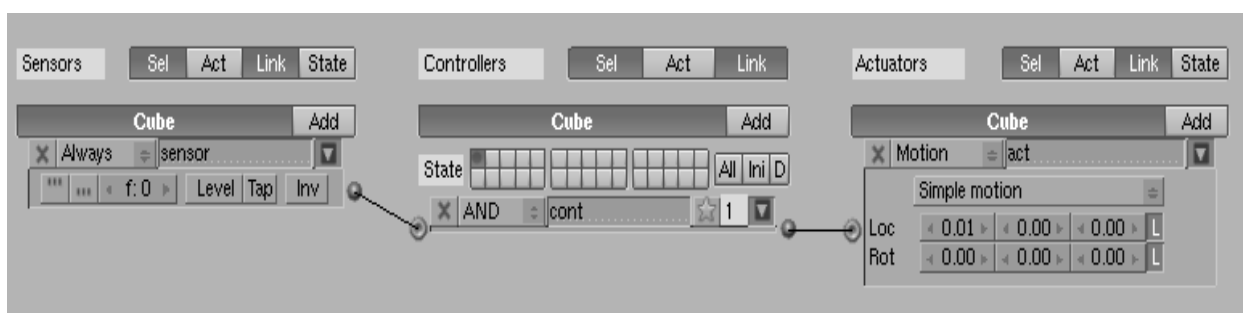 Sensors Sel Act Link State Controllers Sel Act Link Actuators Sel Act Link State
Cube Add Cube Add Cube Add
Always sensor State All Ini D Motion act
f: 0 Level Tap Inv AND cont 1 Simple motion
Loc 0.01 0.00 0.00 L
Rot 0.00 0.00 0.00 L